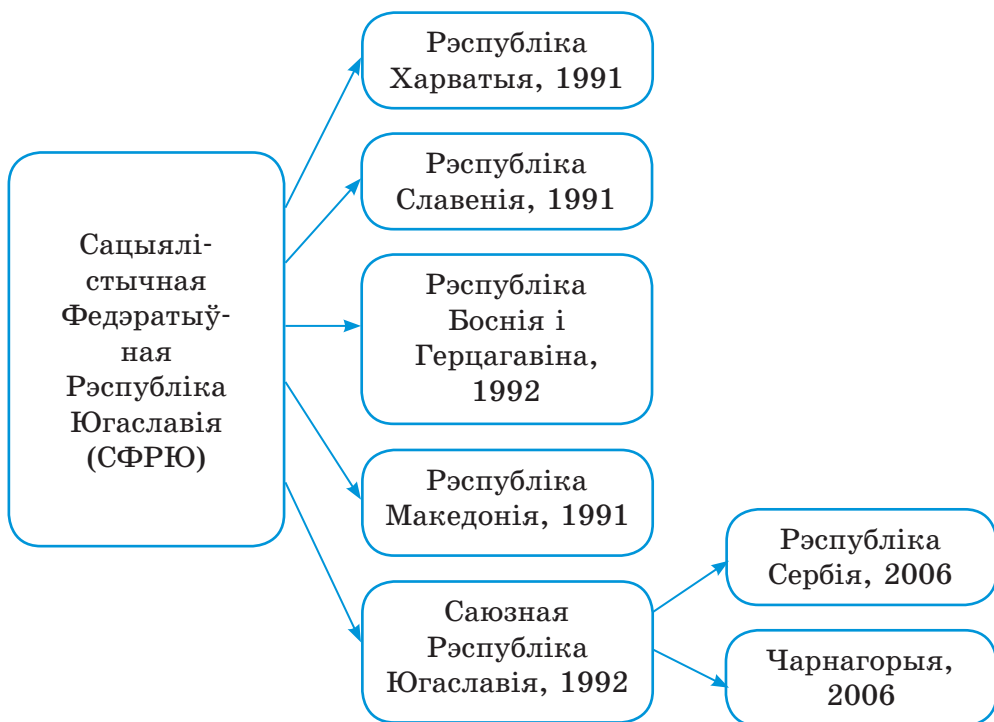 Сацыялі-
стычная
Федэратыў-
ная
Рэспубліка
Югаславія
(СФРЮ)
Рэспубліка
Харватыя, 1991
Рэспубліка
Славенія, 1991
Рэспубліка
Боснія і
Герцагавіна,
1992
Рэспубліка
Македонія, 1991
Саюзная
Рэспубліка
Югаславія, 1992
Рэспубліка
Сербія, 2006
Чарнагорыя,
2006